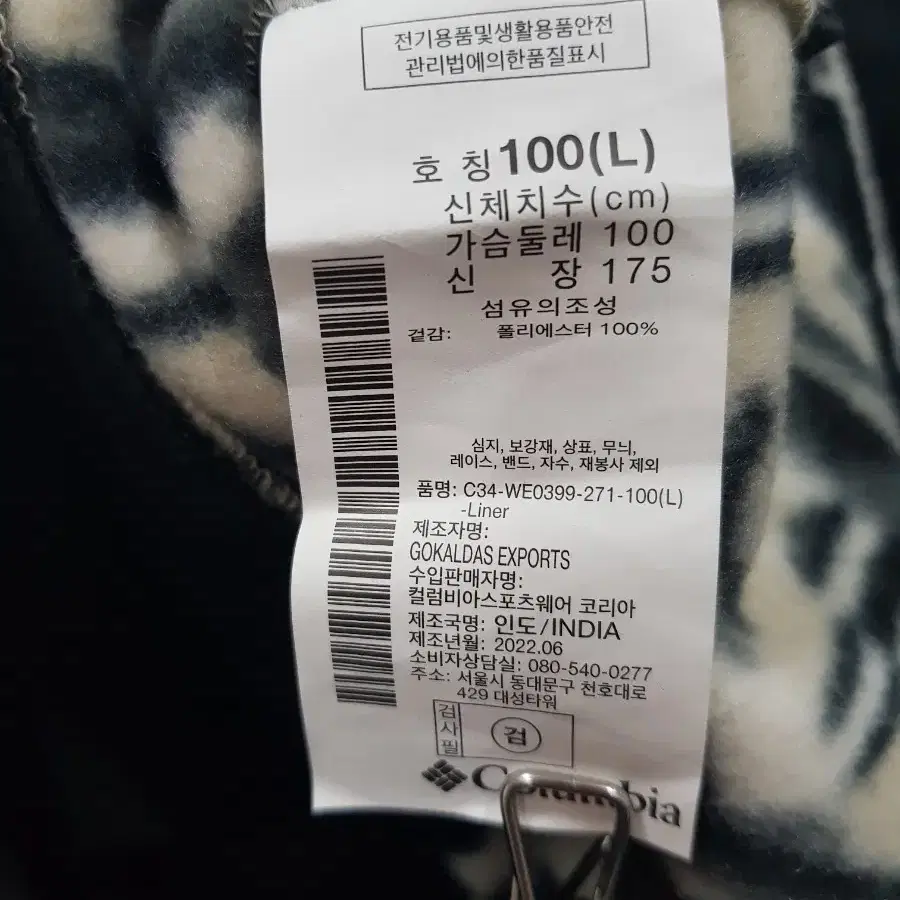 전기용품및생활용품안전
관리법에의한품질표시
호 칭 100(L)
신체치수(cm)
가슴둘레 100
신 장 175
섬유의조성
겉감: 폴리에스터 100%
심지, 보강재, 상표, 무늬,
레이스, 밴드, 자수, 재봉사 제외
품명: C34-WE0399-271-100(L)
-Liner
제조자명:
GOKALDAS EXPORTS
수입판매자명:
컬럼비아스포츠웨어 코리아
제조국명: 인도/INDIA
제조년월: 2022.06
소비자상담실: 080-540-0277
주소: 서울시 동대문구 천호대로
429 대성타워
검사필 검
Columbia